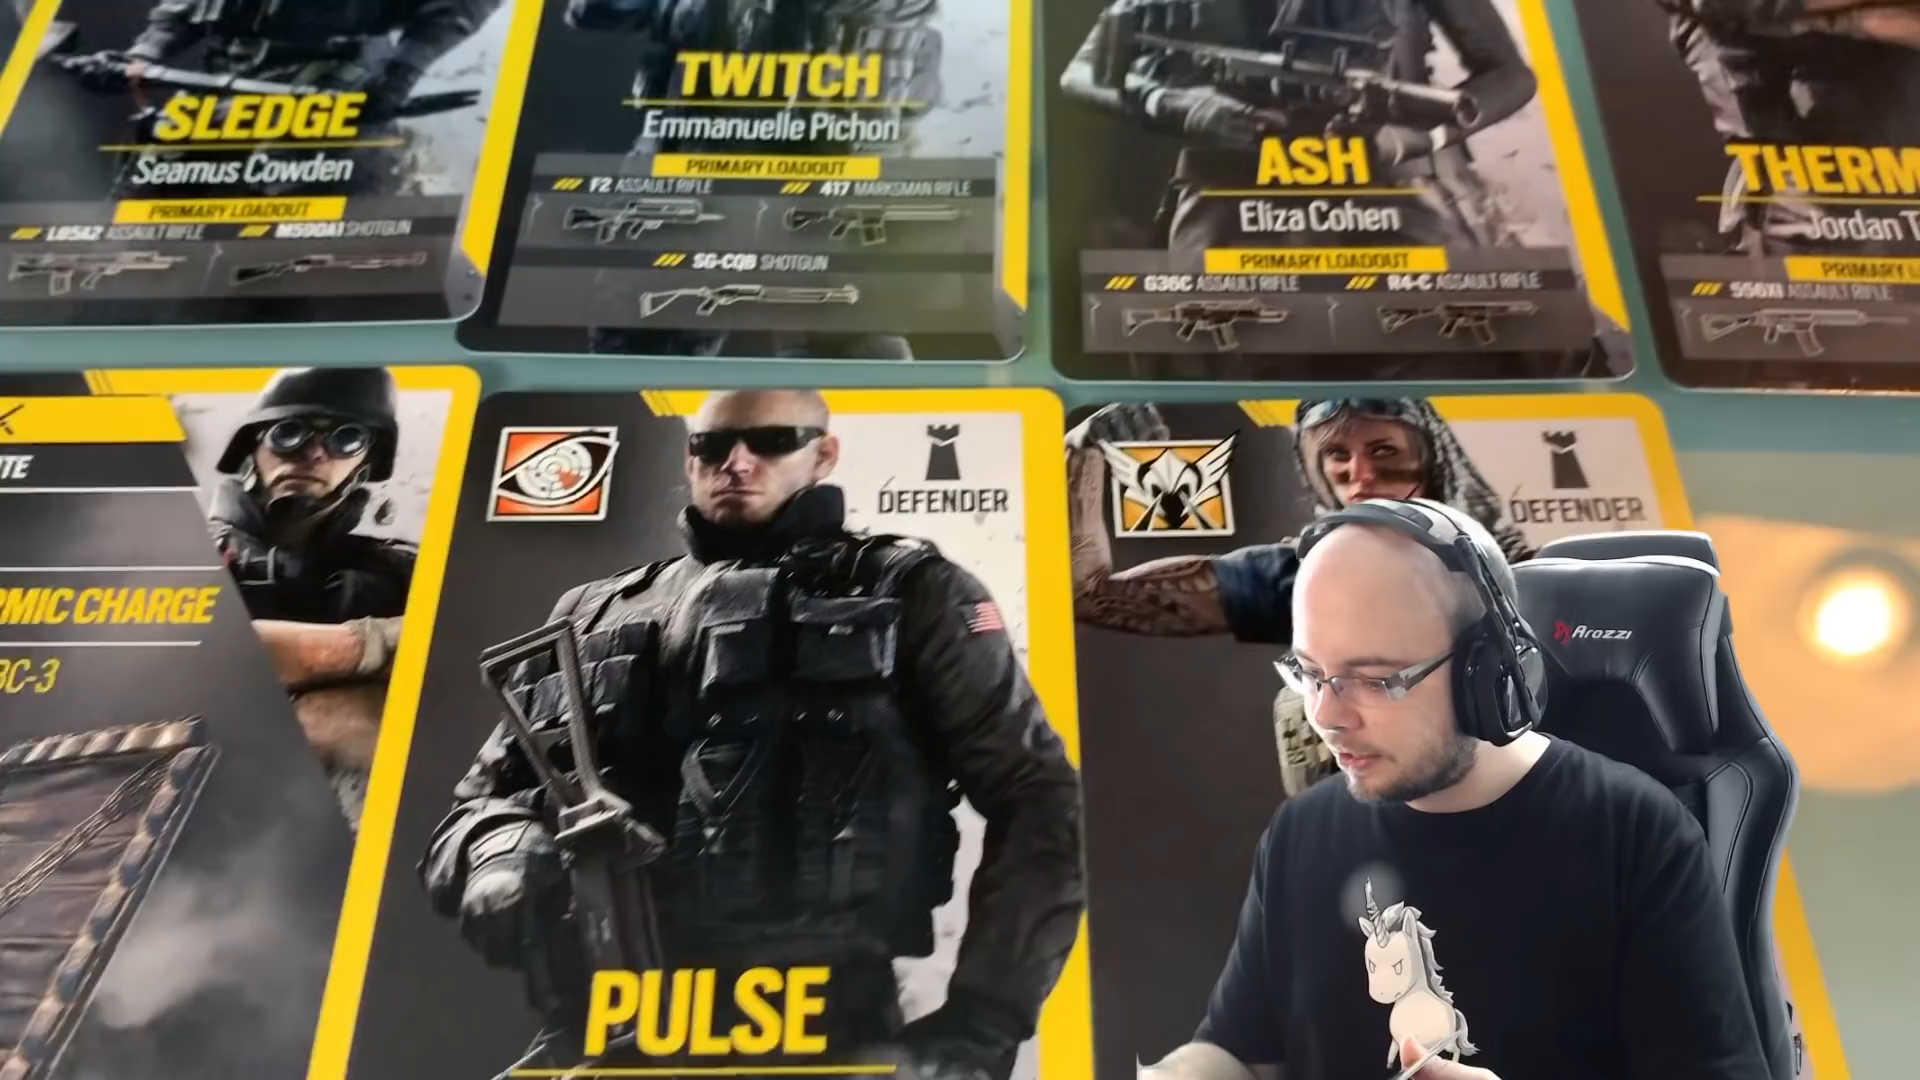 SLEDGE
Seamus Cowden
PRIMARY LOADOUT
L85A2 ASSAULT RIFLE
M590A1 SHOTGUN
TWITCH
Emmanuelle Pichon
PRIMARY LOADOUT
F2 ASSAULT RIFLE
417 MARKSMAN RIFLE
SG-CQB SHOTGUN
ASH
Eliza Cohen
PRIMARY LOADOUT
G36C ASSAULT RIFLE
R4-C ASSAULT RIFLE
THERM
Jordan T
PRIMARY L
556XI ASSAULT RIFLE
ITE
RMIC CHARGE
BC-3
DEFENDER
PULSE
DEFENDER
Arozzi